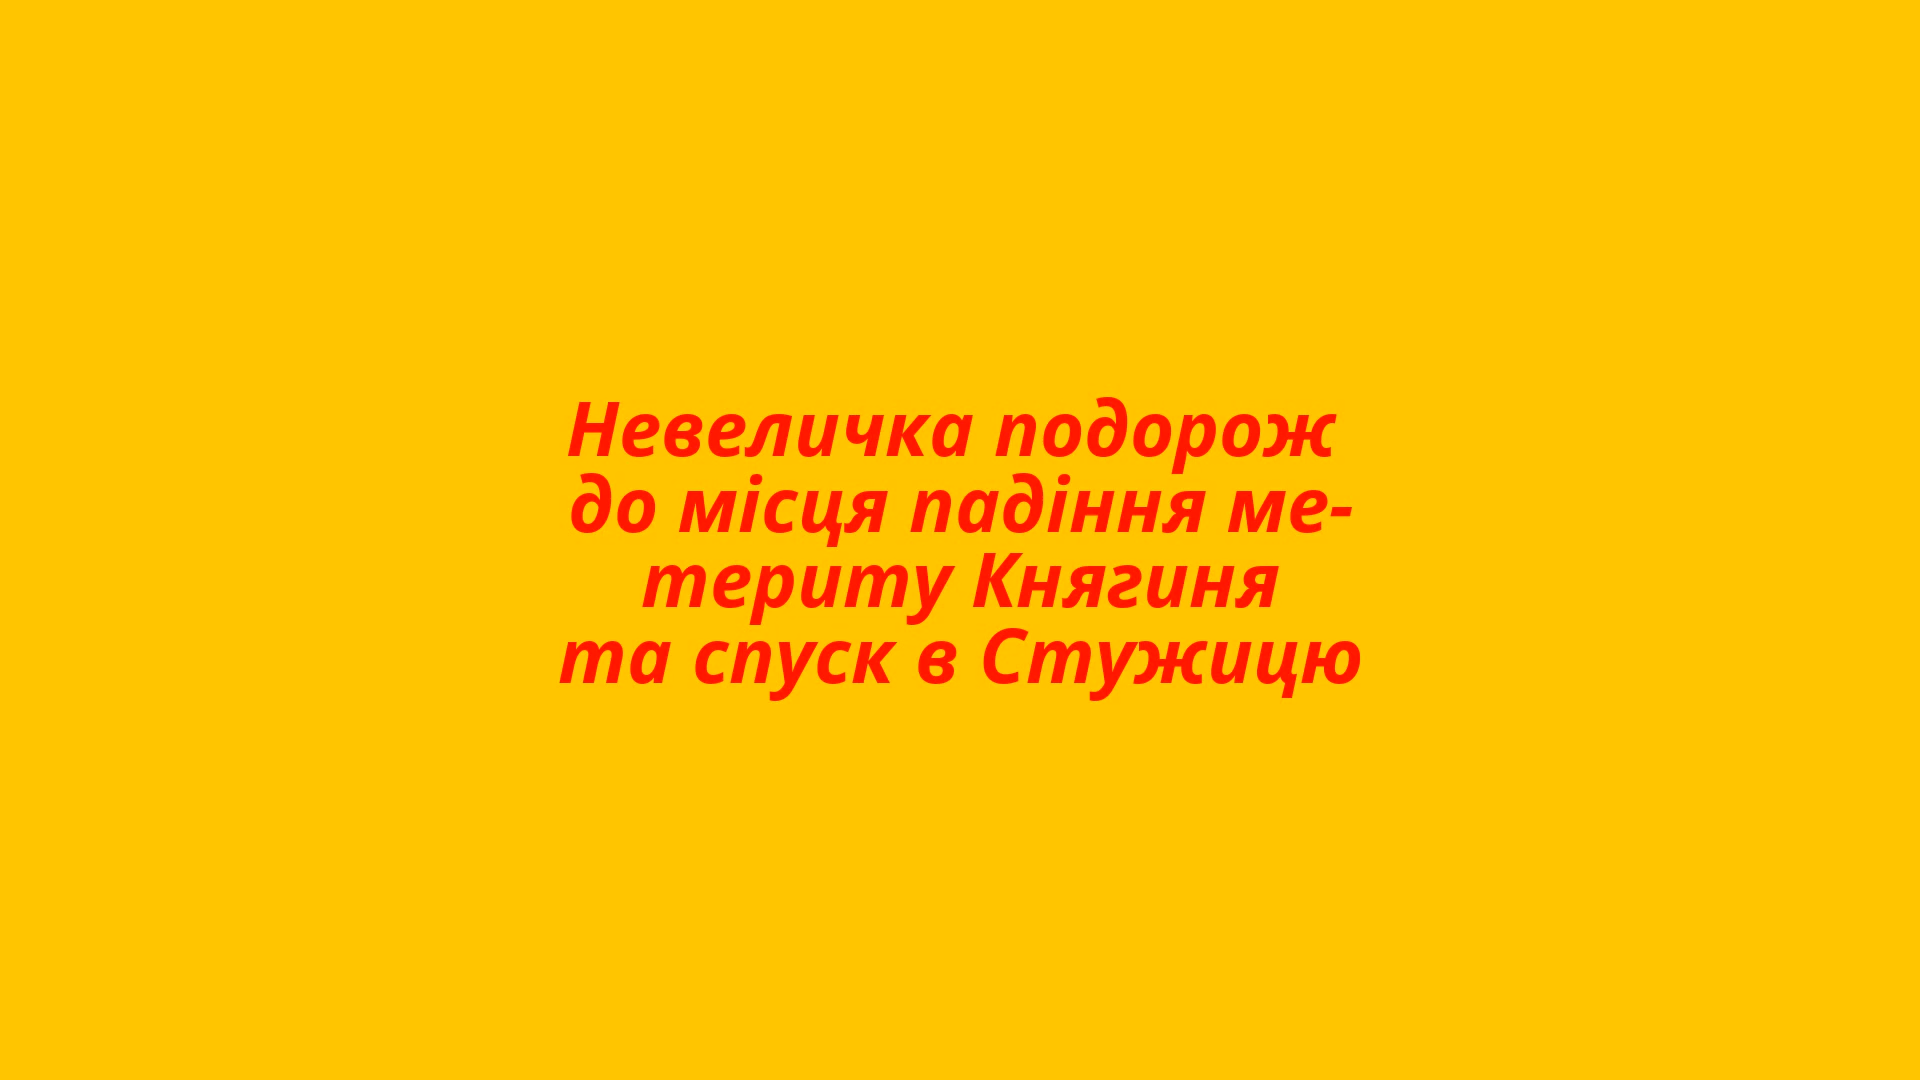 Невеличка подорож
до місця падіння ме-
териту Княгиня
та спуск в Стужицю